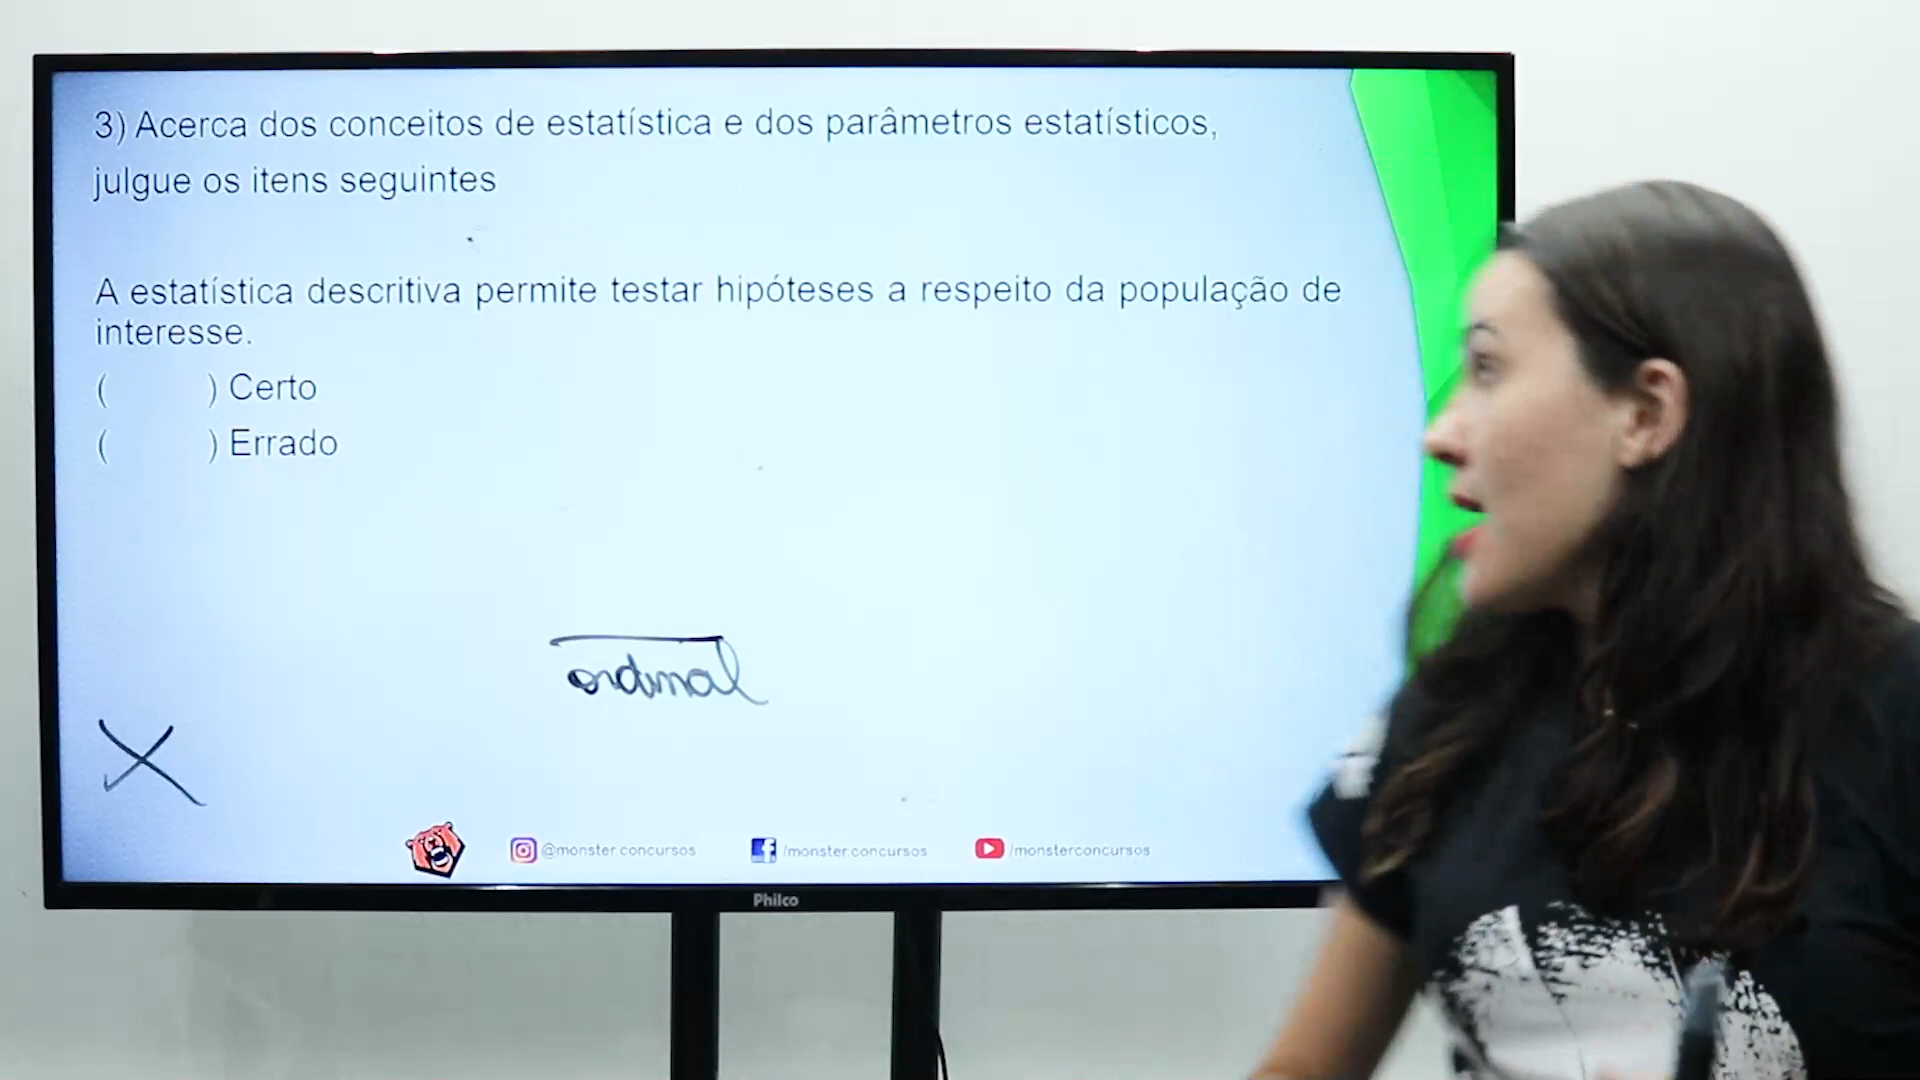 3) Acerca dos conceitos de estatística e dos parâmetros estatísticos,
julgue os itens seguintes
A estatística descritiva permite testar hipóteses a respeito da população de
interesse.
( ) Certo
( ) Errado
ordinal
@monster.concursos /monster.concursos /monsterconcursos
Philco